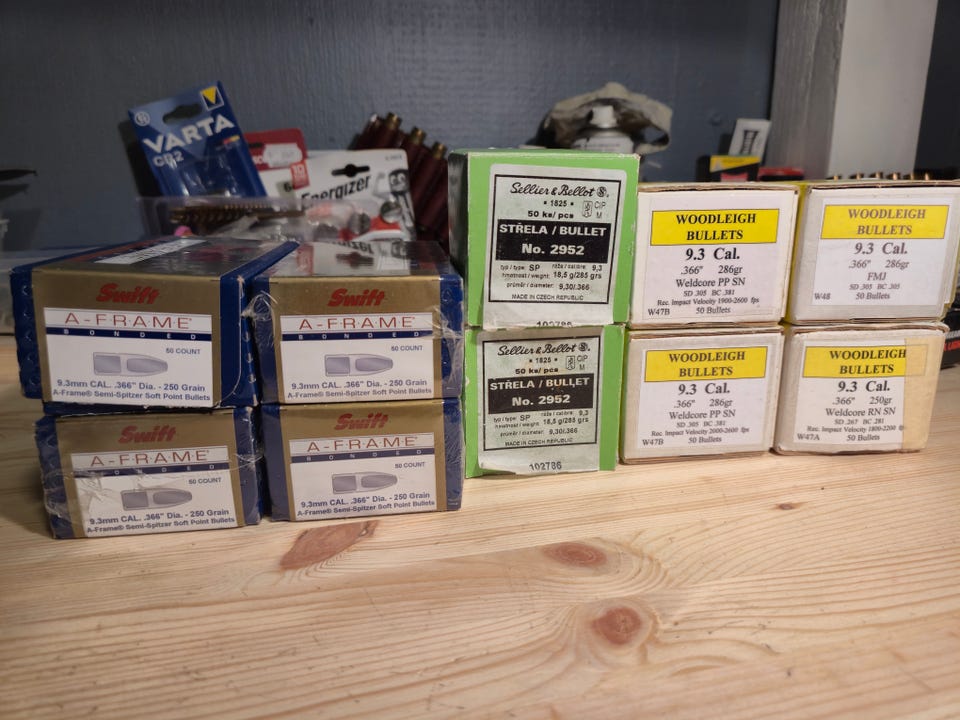 VARTA
CR2
Energizer
Swift
A-FRAME®
BONDED
50 COUNT
9.3mm CAL. .366" Dia. - 250 Grain
A-Frame® Semi-Spitzer Soft Point Bullets
Swift
A-FRAME®
BONDED
50 COUNT
9.3mm CAL. .366" Dia. - 250 Grain
A-Frame® Semi-Spitzer Soft Point Bullets
Swift
A-FRAME®
BONDED
50 COUNT
9.3mm CAL. .366" Dia. - 250 Grain
A-Frame® Semi-Spitzer Soft Point Bullets
Swift
A-FRAME®
BONDED
50 COUNT
9.3mm CAL. .366" Dia. - 250 Grain
A-Frame® Semi-Spitzer Soft Point Bullets
Sellier & Bellot
• 1825 •
CIP
M
50 ks/ pcs
STŘELA / BULLET
No. 2952
typ / type: SP ráže / calibre: 9,3
hmotnost / weight: 18,5 g/285 grs
průměr / diameter: 9,30/.366
MADE IN CZECH REPUBLIC
102786
Sellier & Bellot
• 1825 •
CIP
M
50 ks/ pcs
STŘELA / BULLET
No. 2952
typ / type: SP ráže / calibre: 9,3
hmotnost / weight: 18,5 g/285 grs
průměr / diameter: 9,30/.366
MADE IN CZECH REPUBLIC
102786
WOODLEIGH
BULLETS
9.3 Cal.
.366" 286gr
Weldcore PP SN
SD .305 BC .381
Rec. Impact Velocity 1900-2600 fps
W47B 50 Bullets
WOODLEIGH
BULLETS
9.3 Cal.
.366" 286gr
FMJ
SD .305 BC .305
W48 50 Bullets
WOODLEIGH
BULLETS
9.3 Cal.
.366" 286gr
Weldcore PP SN
SD .305 BC .381
Rec. Impact Velocity 2000-2600 fps
W47B 50 Bullets
WOODLEIGH
BULLETS
9.3 Cal.
.366" 250gr
Weldcore RN SN
SD .267 BC .281
Rec. Impact Velocity 1800-2200
W47A 50 Bullets